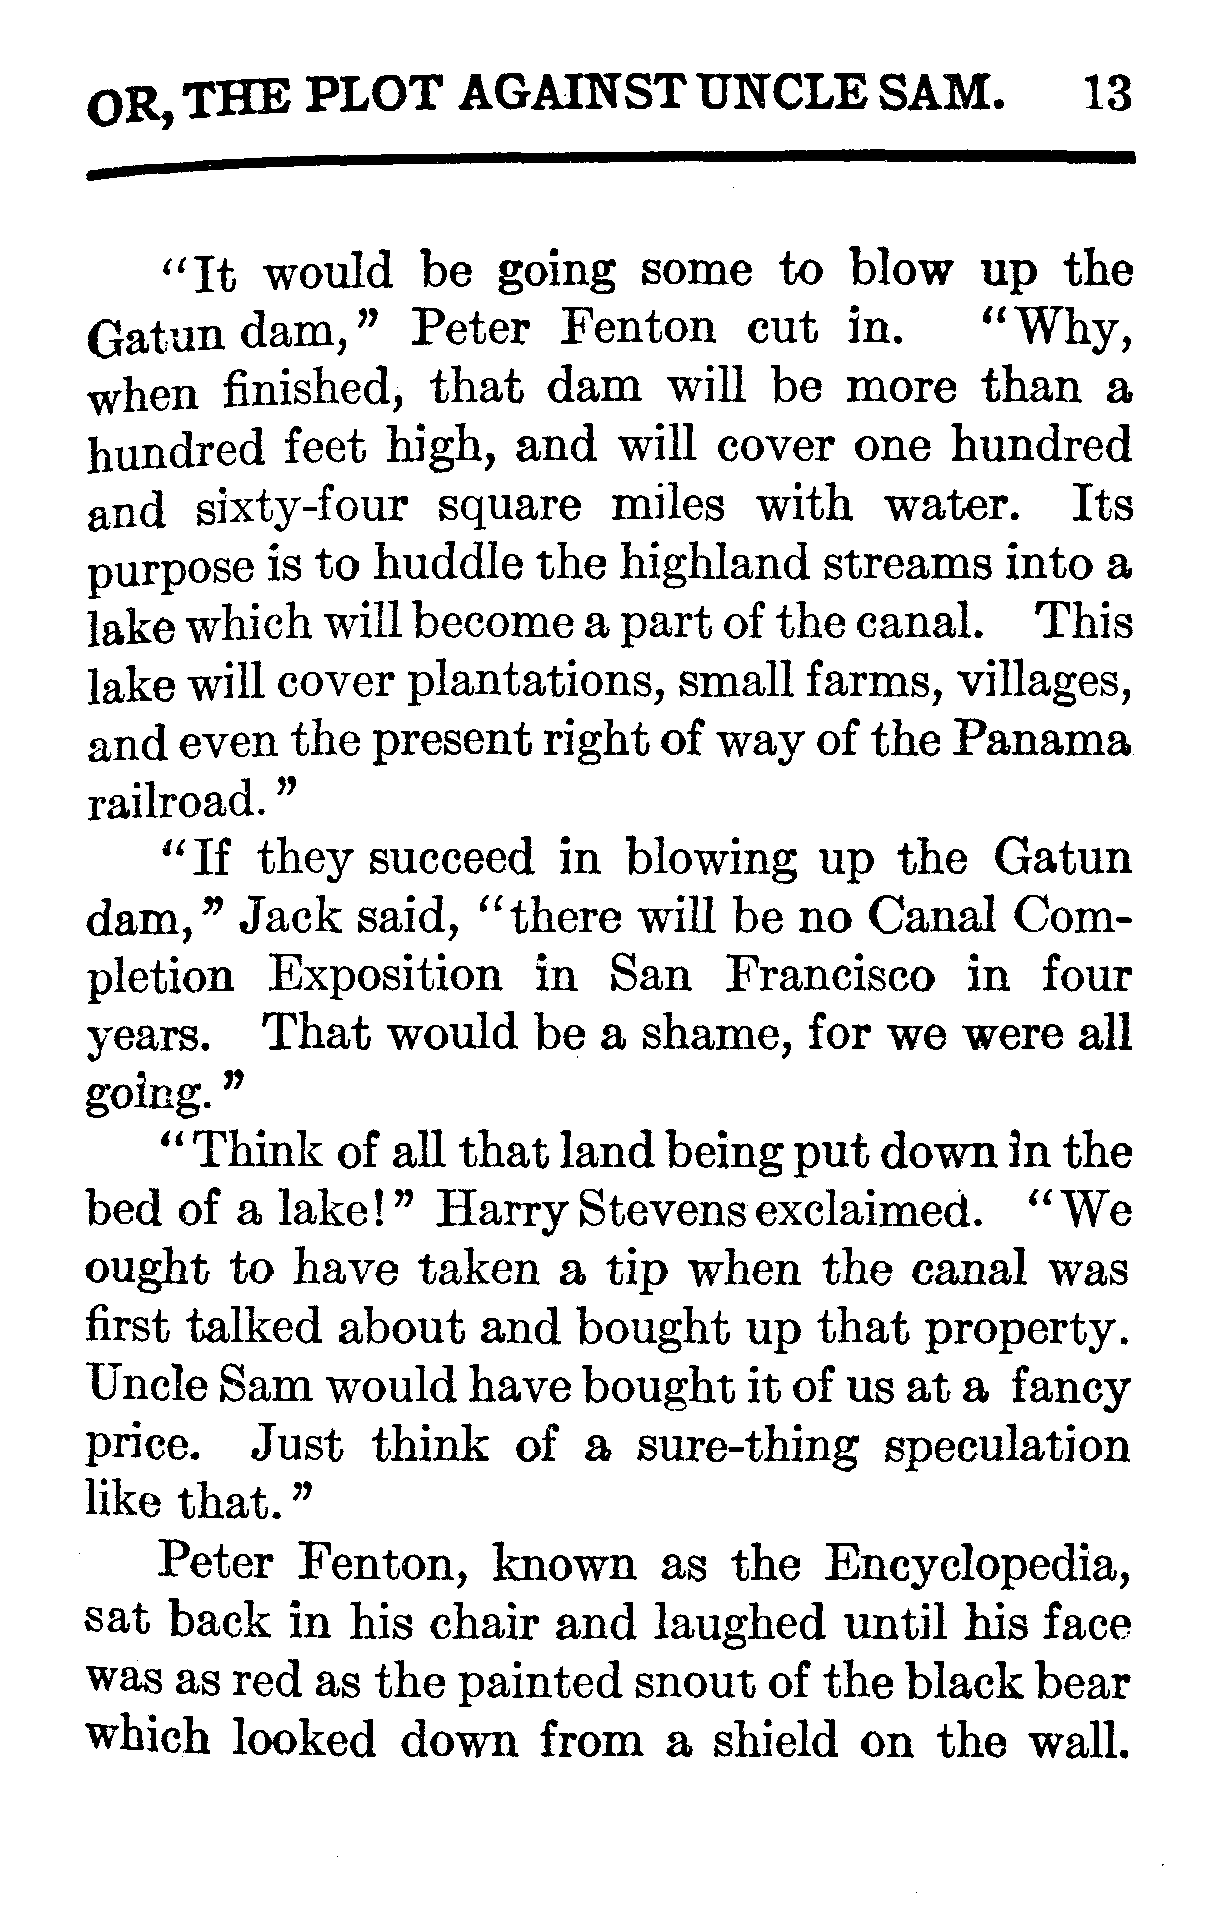 OR, THE PLOT AGAINST UNCLE SAM. 13
"It would be going some to blow up the
Gatun dam," Peter Fenton cut in. "Why,
when finished, that dam will be more than a
hundred feet high, and will cover one hundred
and sixty-four square miles with water. Its
purpose is to huddle the highland streams into a
lake which will become a part of the canal. This
lake will cover plantations, small farms, villages,
and even the present right of way of the Panama
railroad."
"If they succeed in blowing up the Gatun
dam," Jack said, "there will be no Canal Com-
pletion Exposition in San Francisco in four
years. That would be a shame, for we were all
going."
"Think of all that land being put down in the
bed of a lake!" Harry Stevens exclaimed. "We
ought to have taken a tip when the canal was
first talked about and bought up that property.
Uncle Sam would have bought it of us at a fancy
price. Just think of a sure-thing speculation
like that."
Peter Fenton, known as the Encyclopedia,
sat back in his chair and laughed until his face
was as red as the painted snout of the black bear
which looked down from a shield on the wall.